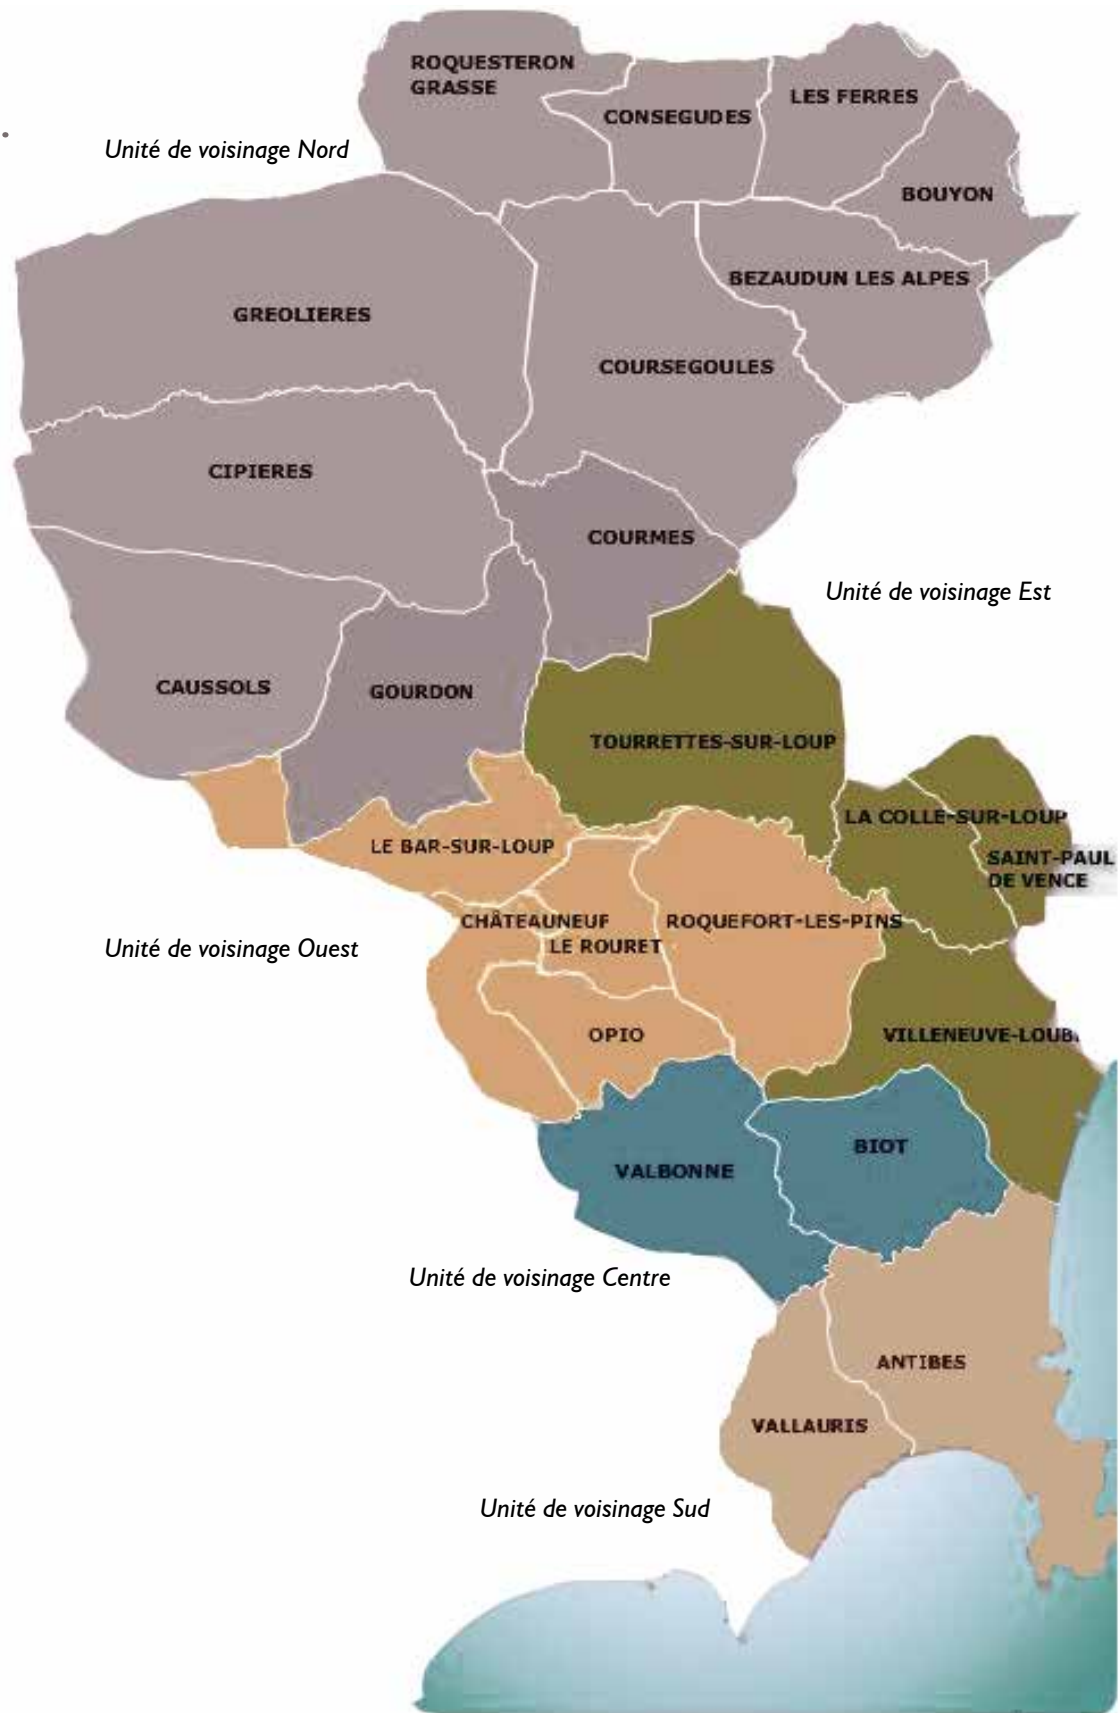 ROQUESTERON
GRASSE
CONSEGUDES
LES FERRES
Unité de voisinage Nord
BOUYON
BEZAUDUN LES ALPES
GREOLIERES
COURSEGOULES
CIPIERES
COURMES
Unité de voisinage Est
CAUSSOLS
GOURDON
TOURRETTES-SUR-LOUP
LA COLLE-SUR-LOUP
LE BAR-SUR-LOUP
SAINT-PAUL
DE VENCE
CHÂTEAUNEUF
ROQUEFORT-LES-PINS
LE ROURET
Unité de voisinage Ouest
OPIO
VILLENEUVE-LOUB
BIOT
VALBONNE
Unité de voisinage Centre
ANTIBES
VALLAURIS
Unité de voisinage Sud